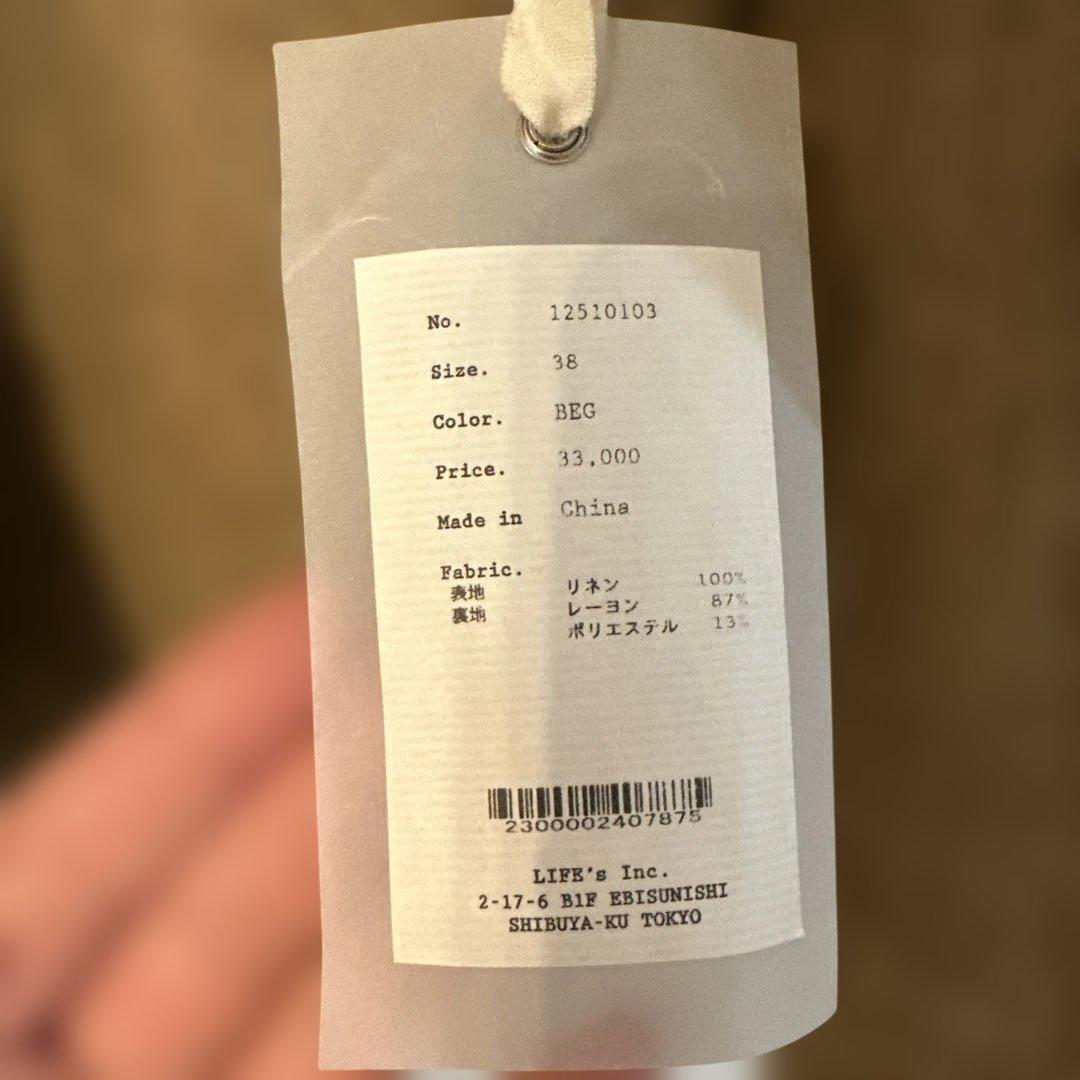 No. 12510103
Size. 38
Color. BEG
Price. 33,000
Made in China
Fabric.
表地 リネン 100%
裏地 レーヨン 87%
ポリエステル 13%
2300002407875
LIFE's Inc.
2-17-6 B1F EBISUNISHI
SHIBUYA-KU TOKYO